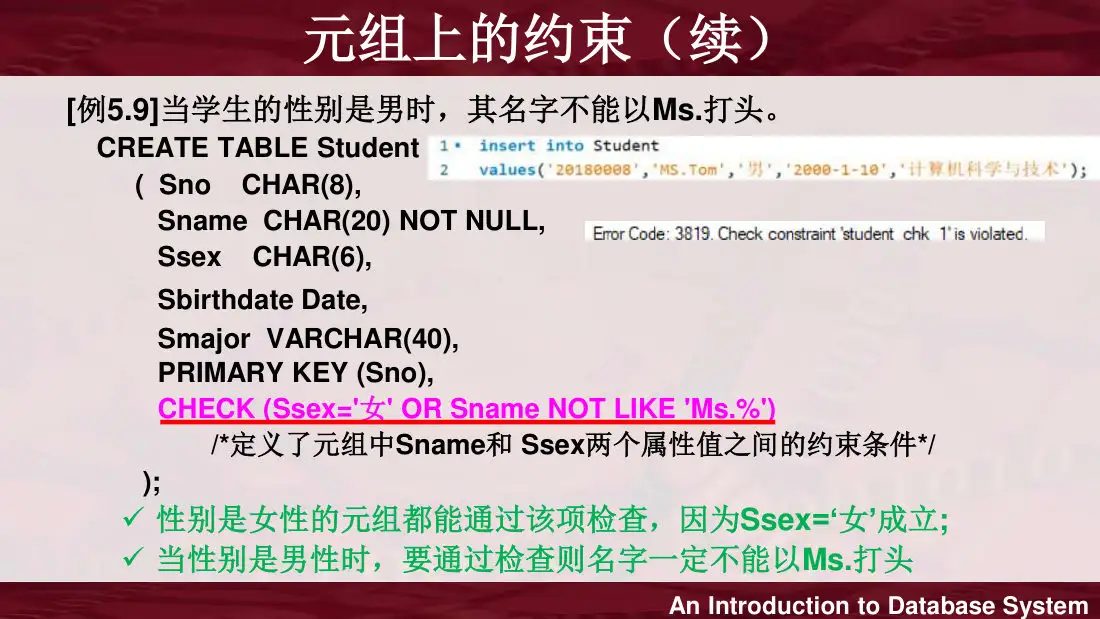 元组上的约束（续）
[例5.9]当学生的性别是男时，其名字不能以Ms.打头。
CREATE TABLE Student
1 insert into Student
2 values('20180008','MS.Tom','男','2000-1-10','计算机科学与技术');
( Sno CHAR(8),
Sname CHAR(20) NOT NULL,
Error Code: 3819. Check constraint 'student_chk_1' is violated.
Ssex CHAR(6),
Sbirthdate Date,
Smajor VARCHAR(40),
PRIMARY KEY (Sno),
CHECK (Ssex='女' OR Sname NOT LIKE 'Ms.%')
/*定义了元组中Sname和 Ssex两个属性值之间的约束条件*/
);
✓ 性别是女性的元组都能通过该项检查，因为Ssex=‘女’成立;
✓ 当性别是男性时，要通过检查则名字一定不能以Ms.打头
An Introduction to Database System